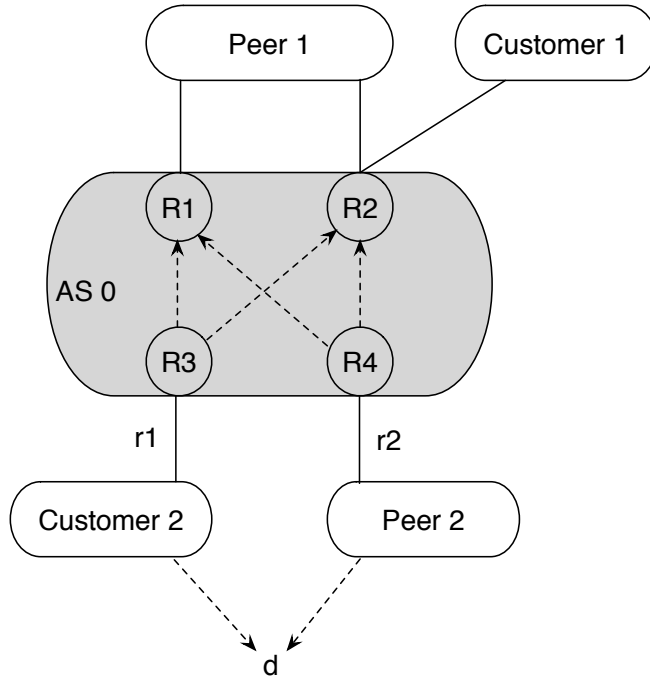 Peer 1
Customer 1
R1
R2
AS 0
R3
R4
r1
r2
Customer 2
Peer 2
d